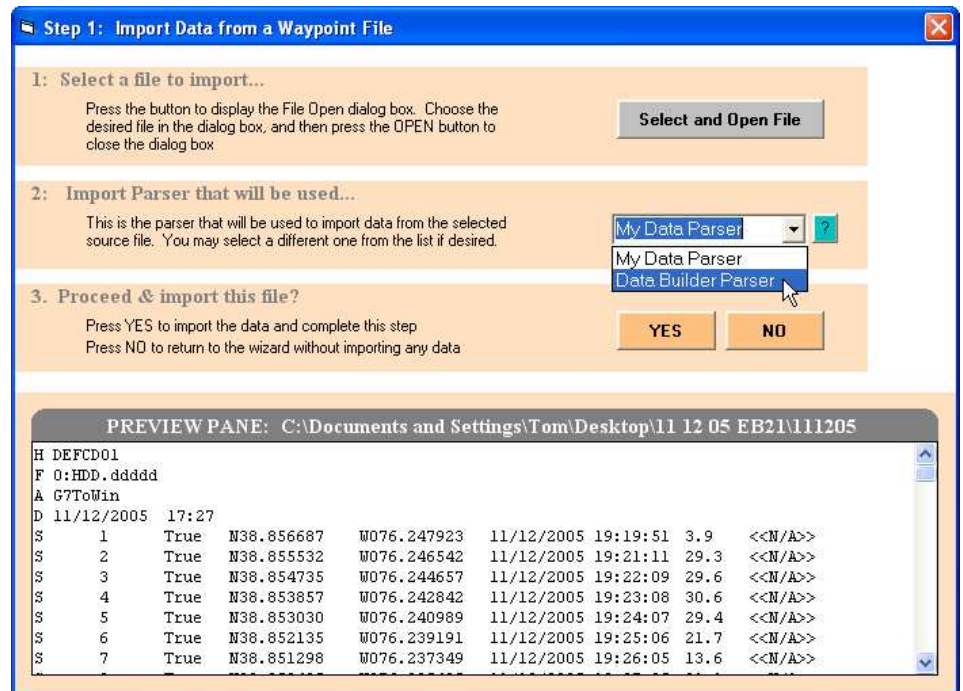 Step 1: Import Data from a Waypoint File
1: Select a file to import...
Press the button to display the File Open dialog box. Choose the
desired file in the dialog box, and then press the OPEN button to
close the dialog box
Select and Open File
2: Import Parser that will be used...
This is the parser that will be used to import data from the selected
source file. You may select a different one from the list if desired.
My Data Parser
?
My Data Parser
Data Builder Parser
3. Proceed & import this file?
Press YES to import the data and complete this step
Press NO to return to the wizard without importing any data
YES
NO
PREVIEW PANE: C:\Documents and Settings\Tom\Desktop\11 12 05 EB21\111205
H DEFCD01
F 0:HDD.ddddd
A G7ToWin
D 11/12/2005 17:27
S 1 True N38.856687 W076.247923 11/12/2005 19:19:51 3.9 <<N/A>>
S 2 True N38.855532 W076.246542 11/12/2005 19:21:11 29.3 <<N/A>>
S 3 True N38.854735 W076.244657 11/12/2005 19:22:09 29.6 <<N/A>>
S 4 True N38.853857 W076.242842 11/12/2005 19:23:08 30.6 <<N/A>>
S 5 True N38.853030 W076.240989 11/12/2005 19:24:07 29.4 <<N/A>>
S 6 True N38.852135 W076.239191 11/12/2005 19:25:06 21.7 <<N/A>>
S 7 True N38.851298 W076.237349 11/12/2005 19:26:05 13.6 <<N/A>>